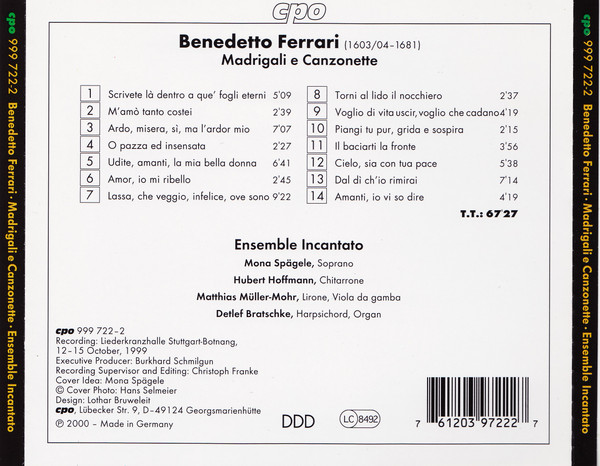 cpo
Benedetto Ferrari (1603/04–1681)
Madrigali e Canzonette
1 Scrivete là dentro a que' fogli eterni 5'09
2 M'amò tanto costei 2'39
3 Ardo, misera, sì, ma l'ardor mio 7'07
4 O pazza ed insensata 2'27
5 Udite, amanti, la mia bella donna 6'41
6 Amor, io mi ribello 2'45
7 Lassa, che veggio, infelice, ove sono 9'22
8 Torni al lido il nocchiero 2'37
9 Voglio di vita uscir, voglio che cadano 4'19
10 Piangi tu pur, grida e sospira 2'15
11 Il baciarti la fronte 3'56
12 Cielo, sia con tua pace 5'38
13 Dal dì ch'io rimirai 7'14
14 Amanti, io vi so dire 4'19
T.T.: 67'27
Ensemble Incantato
Mona Spägele, Soprano
Hubert Hoffmann, Chitarrone
Matthias Müller-Mohr, Lirone, Viola da gamba
Detlef Bratschke, Harpsichord, Organ
cpo 999 722–2
Recording: Liederkranzhalle Stuttgart-Botnang,
12–15 October, 1999
Executive Producer: Burkhard Schmilgun
Recording Supervisor and Editing: Christoph Franke
Cover Idea: Mona Spägele
© Cover Photo: Hans Selmeier
Design: Lothar Bruweleit
cpo, Lübecker Str. 9, D–49124 Georgsmarienhütte
℗ 2000 – Made in Germany
DDD
LC 8492
7 61203 97222 7
cpo 999 722-2 Benedetto Ferrari · Madrigali e Canzonette · Ensemble Incantato
cpo 999 722-2 Benedetto Ferrari · Madrigali e Canzonette · Ensemble Incantato